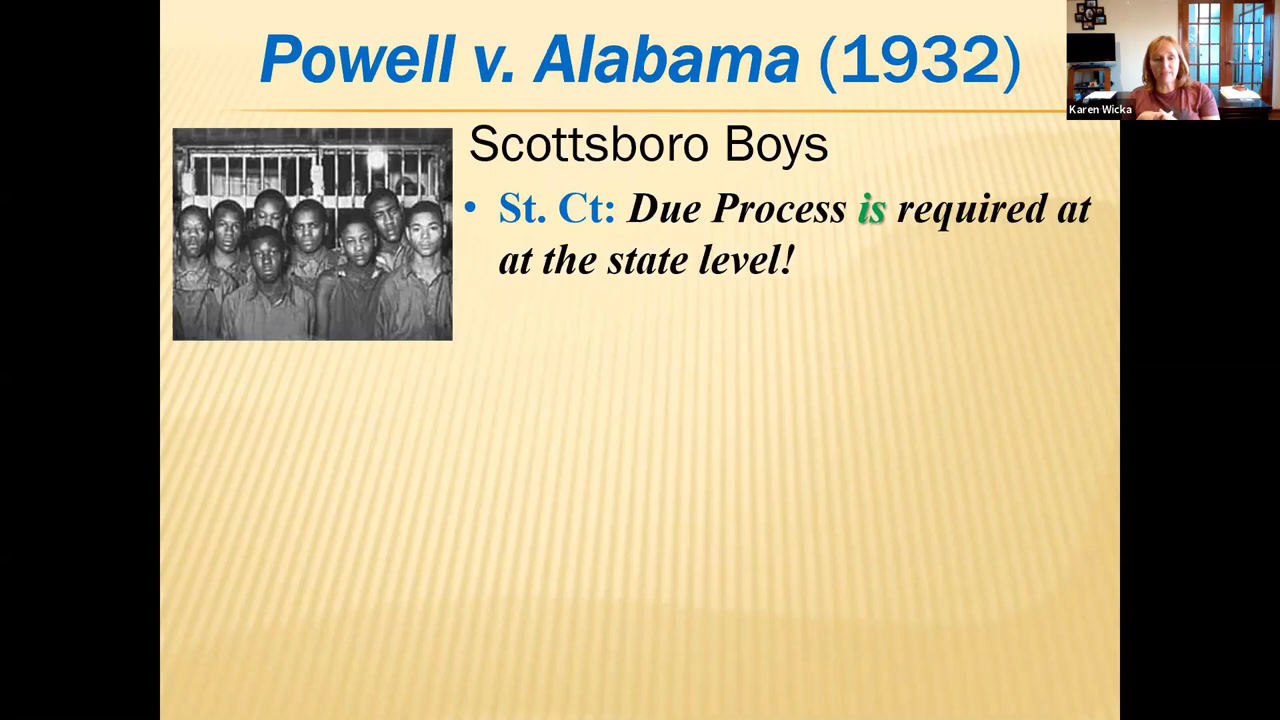 Powell v. Alabama (1932)
Karen Wicka
Scottsboro Boys
• St. Ct: Due Process is required at
at the state level!